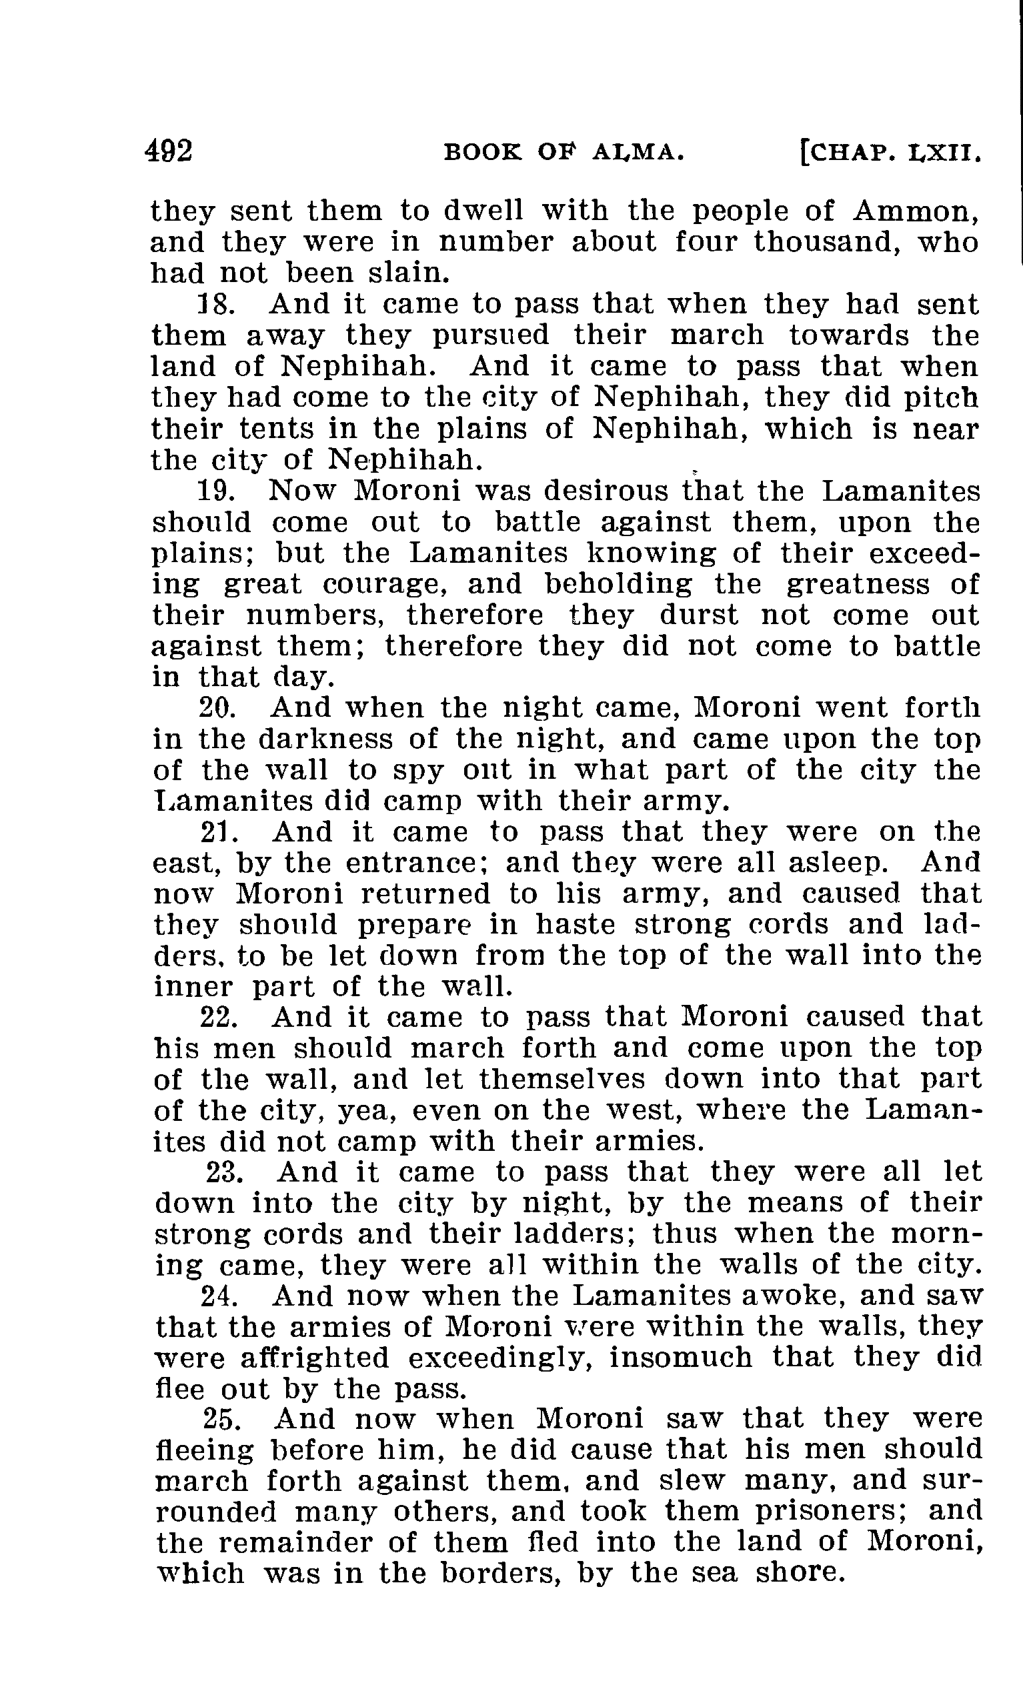 492 BOOK OF ALMA. [CHAP. LXII.
they sent them to dwell with the people of Ammon,
and they were in number about four thousand, who
had not been slain.
18. And it came to pass that when they had sent
them away they pursued their march towards the
land of Nephihah. And it came to pass that when
they had come to the city of Nephihah, they did pitch
their tents in the plains of Nephihah, which is near
the city of Nephihah.
19. Now Moroni was desirous that the Lamanites
should come out to battle against them, upon the
plains; but the Lamanites knowing of their exceed-
ing great courage, and beholding the greatness of
their numbers, therefore they durst not come out
against them; therefore they did not come to battle
in that day.
20. And when the night came, Moroni went forth
in the darkness of the night, and came upon the top
of the wall to spy out in what part of the city the
Lamanites did camp with their army.
21. And it came to pass that they were on the
east, by the entrance; and they were all asleep. And
now Moroni returned to his army, and caused that
they should prepare in haste strong cords and lad-
ders, to be let down from the top of the wall into the
inner part of the wall.
22. And it came to pass that Moroni caused that
his men should march forth and come upon the top
of the wall, and let themselves down into that part
of the city, yea, even on the west, where the Laman-
ites did not camp with their armies.
23. And it came to pass that they were all let
down into the city by night, by the means of their
strong cords and their ladders; thus when the morn-
ing came, they were all within the walls of the city.
24. And now when the Lamanites awoke, and saw
that the armies of Moroni were within the walls, they
were affrighted exceedingly, insomuch that they did
flee out by the pass.
25. And now when Moroni saw that they were
fleeing before him, he did cause that his men should
march forth against them, and slew many, and sur-
rounded many others, and took them prisoners; and
the remainder of them fled into the land of Moroni,
which was in the borders, by the sea shore.